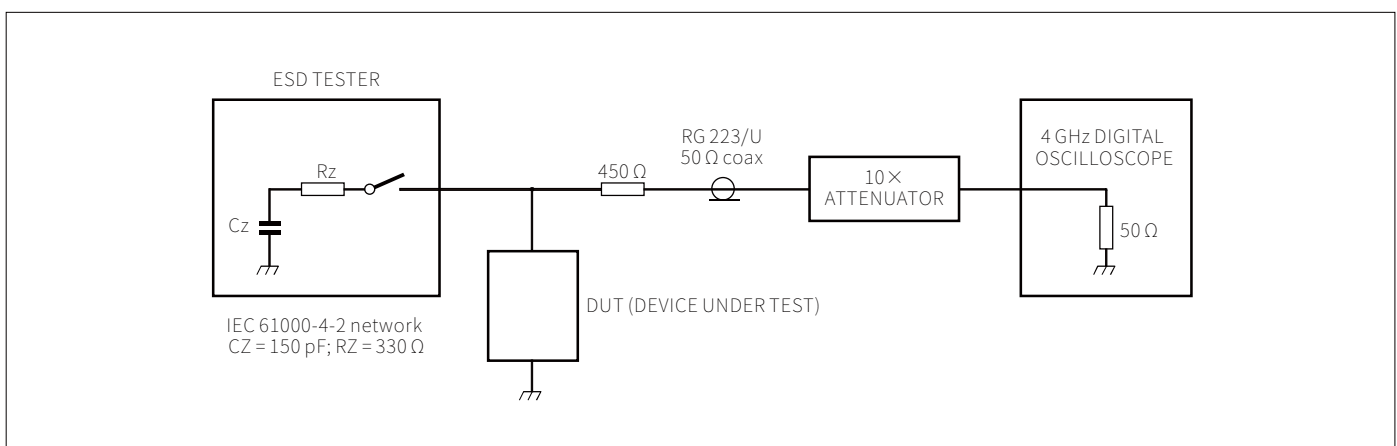 ESD TESTER
Rz
Cz
IEC 61000-4-2 network
CZ = 150 pF; RZ = 330 Ω
450 Ω
RG 223/U
50 Ω coax
DUT (DEVICE UNDER TEST)
10×
ATTENUATOR
4 GHz DIGITAL
OSCILLOSCOPE
50 Ω